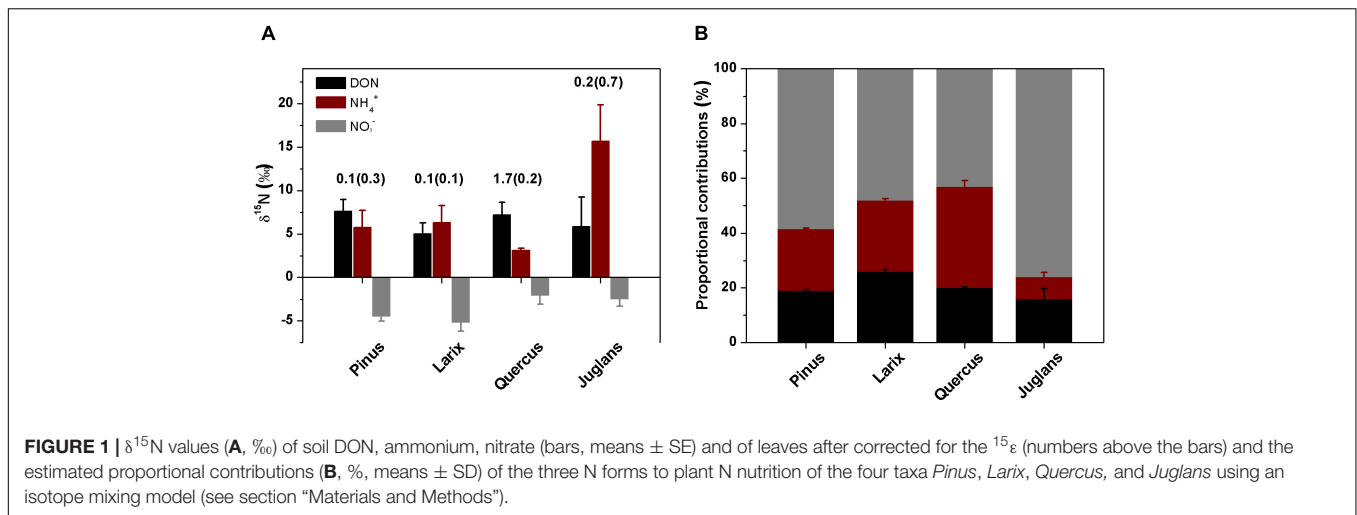 A
δ15N (‰)
20
15
10
5
0
-5
DON
NH4+
NO3-
0.1(0.3)
0.1(0.1)
1.7(0.2)
0.2(0.7)
Pinus
Larix
Quercus
Juglans
B
Proportional contributions (%)
100
80
60
40
20
0
Pinus
Larix
Quercus
Juglans
FIGURE 1 | δ15N values (A, ‰) of soil DON, ammonium, nitrate (bars, means ± SE) and of leaves after corrected for the 15ε (numbers above the bars) and the
estimated proportional contributions (B, %, means ± SD) of the three N forms to plant N nutrition of the four taxa Pinus, Larix, Quercus, and Juglans using an
isotope mixing model (see section “Materials and Methods”).